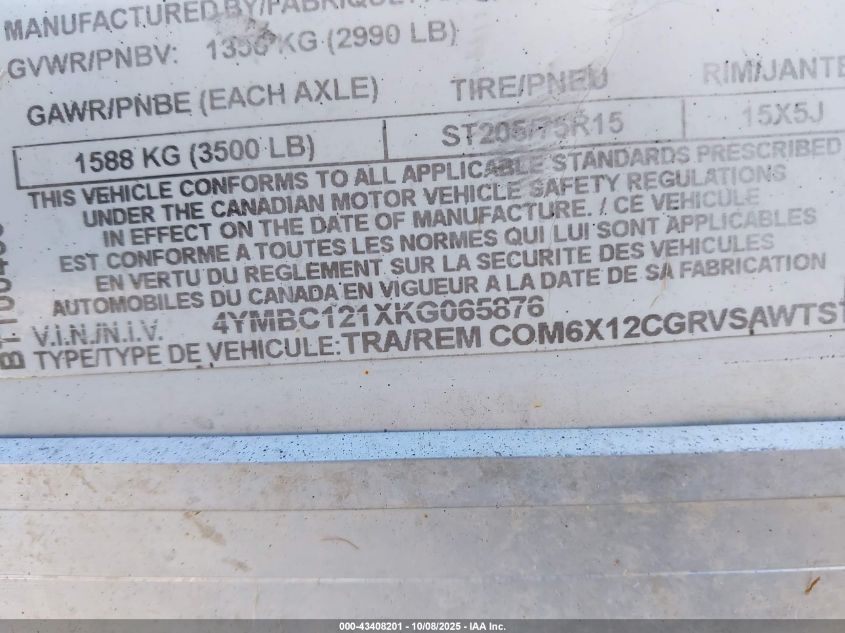 MANUFACTURED BY/FABRIQUE
GVWR/PNBV: 1356 KG (2990 LB)
GAWR/PNBE (EACH AXLE) TIRE/PNEU RIM/JANTE
1588 KG (3500 LB) ST205/75R15 15X5J
THIS VEHICLE CONFORMS TO ALL APPLICABLE STANDARDS PRESCRIBED
UNDER THE CANADIAN MOTOR VEHICLE SAFETY REGULATIONS
IN EFFECT ON THE DATE OF MANUFACTURE. / CE VEHICULE
EST CONFORME A TOUTES LES NORMES QUI LUI SONT APPLICABLES
EN VERTU DU REGLEMENT SUR LA SECURITE DES VEHICULES
AUTOMOBILES DU CANADA EN VIGUEUR A LA DATE DE SA FABRICATION
V.I.N./N.I.V. 4YMBC121XKG065876
TYPE/TYPE DE VEHICULE: TRA/REM COM6X12CGRVSAWTST
000-43408201 - 10/08/2025 - IAA Inc.